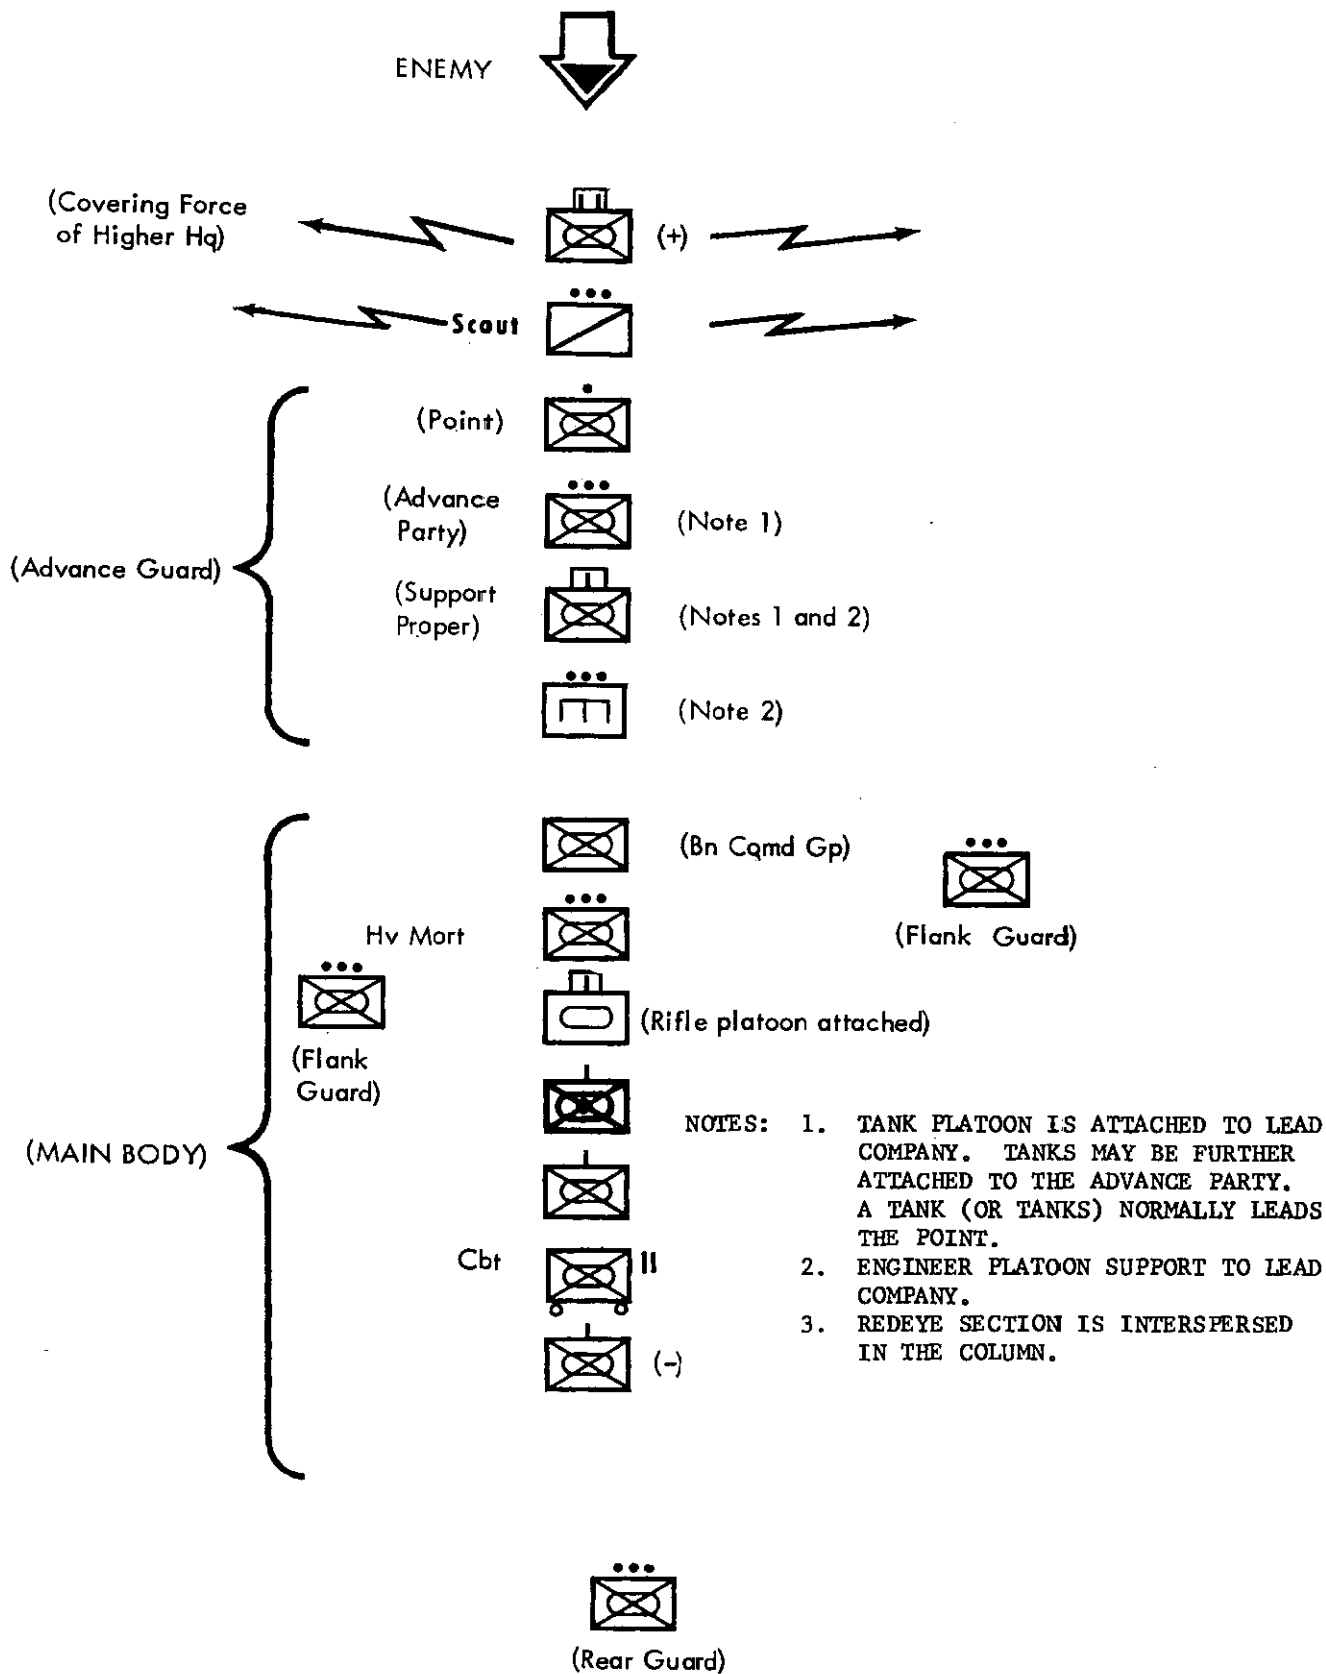 ENEMY
(Covering Force
of Higher Hq)
(+)
Scout
(Point)
(Advance
Party)
(Note 1)
(Advance Guard)
(Support
Proper)
(Notes 1 and 2)
(Note 2)
(Bn Cqmd Gp)
(Flank Guard)
Hv Mort
(Rifle platoon attached)
(Flank
Guard)
(MAIN BODY)
Cbt
(-)
NOTES: 1. TANK PLATOON IS ATTACHED TO LEAD
COMPANY. TANKS MAY BE FURTHER
ATTACHED TO THE ADVANCE PARTY.
A TANK (OR TANKS) NORMALLY LEADS
THE POINT.
2. ENGINEER PLATOON SUPPORT TO LEAD
COMPANY.
3. REDEYE SECTION IS INTERSPERSED
IN THE COLUMN.
(Rear Guard)